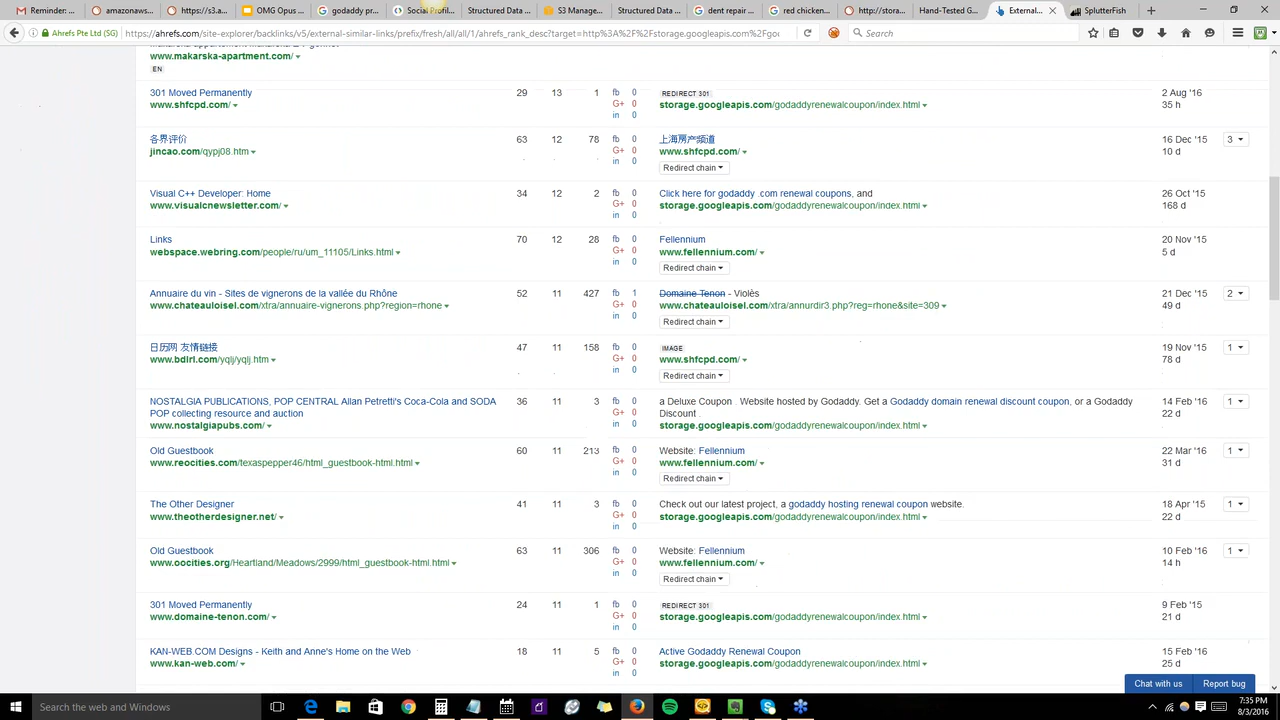 Reminder: ...
domainawa...
https://s3....
OMG Opus ...
godaddy pr...
Social Profil...
Structured Data ...
S3 Manage...
Structured Data ...
dent repair ...
red chicken...
http://stora...
Structured Testing ...
External...
SplutterFish
Ahrefs Pte Ltd (SG)
https://ahrefs.com/site-explorer/backlinks/v5/external-similar-links/prefix/fresh/all/all/1/ahrefs_rank_desc?target=http%3A%2F%2Fstorage.googleapis.com%2Fgoc
Search
www.makarska-apartment.com/
EN
301 Moved Permanently
www.shfcpd.com/
29 13 1 fb 0
G+ 0
in 0
REDIRECT 301
storage.googleapis.com/godaddyrenewalcoupon/index.html
2 Aug '16
35 h
各界评价
jincao.com/qypj08.htm
63 12 78 fb 0
G+ 0
in 0
上海房产频道
www.shfcpd.com/
Redirect chain
16 Dec '15
10 d
3
Visual C++ Developer: Home
www.visualcnewsletter.com/
34 12 2 fb 0
G+ 0
in 0
Click here for godaddy .com renewal coupons, and
storage.googleapis.com/godaddyrenewalcoupon/index.html
26 Oct '15
168 d
Links
webspace.webring.com/people/ru/um_11105/Links.html
70 12 28 fb 0
G+ 0
in 0
Fellennium
www.fellennium.com/
Redirect chain
20 Nov '15
5 d
Annuaire du vin - Sites de vignerons de la vallée du Rhône
www.chateauloisel.com/xtra/annuaire-vignerons.php?region=rhone
52 11 427 fb 1
G+ 0
in 0
Domaine Tenon - Violès
www.chateauloisel.com/xtra/annurdir3.php?reg=rhone&site=309
Redirect chain
21 Dec '15
49 d
2
日历网 友情链接
www.bdlrl.com/yqlj/yqlj.htm
47 11 158 fb 0
G+ 0
in 0
IMAGE
www.shfcpd.com/
Redirect chain
19 Nov '15
78 d
1
NOSTALGIA PUBLICATIONS, POP CENTRAL Allan Petretti's Coca-Cola and SODA
POP collecting resource and auction
www.nostalgiapubs.com/
36 11 3 fb 0
G+ 0
in 0
a Deluxe Coupon . Website hosted by Godaddy. Get a Godaddy domain renewal discount coupon, or a Godaddy
Discount .
storage.googleapis.com/godaddyrenewalcoupon/index.html
14 Feb '16
22 d
1
Old Guestbook
www.reocities.com/texaspepper46/html_guestbook-html.html
60 11 213 fb 0
G+ 0
in 0
Website: Fellennium
www.fellennium.com/
Redirect chain
22 Mar '16
31 d
1
The Other Designer
www.theotherdesigner.net/
41 11 3 fb 0
G+ 0
in 0
Check out our latest project, a godaddy hosting renewal coupon website.
storage.googleapis.com/godaddyrenewalcoupon/index.html
18 Apr '15
22 d
1
Old Guestbook
www.oocities.org/Heartland/Meadows/2999/html_guestbook-html.html
63 11 306 fb 0
G+ 0
in 0
Website: Fellennium
www.fellennium.com/
Redirect chain
10 Feb '16
14 h
1
301 Moved Permanently
www.domaine-tenon.com/
24 11 1 fb 0
G+ 0
in 0
REDIRECT 301
storage.googleapis.com/godaddyrenewalcoupon/index.html
9 Feb '15
21 d
KAN-WEB.COM Designs - Keith and Anne's Home on the Web
www.kan-web.com/
18 11 5 fb 0
G+ 0
in 0
Active Godaddy Renewal Coupon
storage.googleapis.com/godaddyrenewalcoupon/index.html
15 Feb '16
25 d
Chat with us
Report bug
Search the web and Windows
7:35 PM
8/3/2016